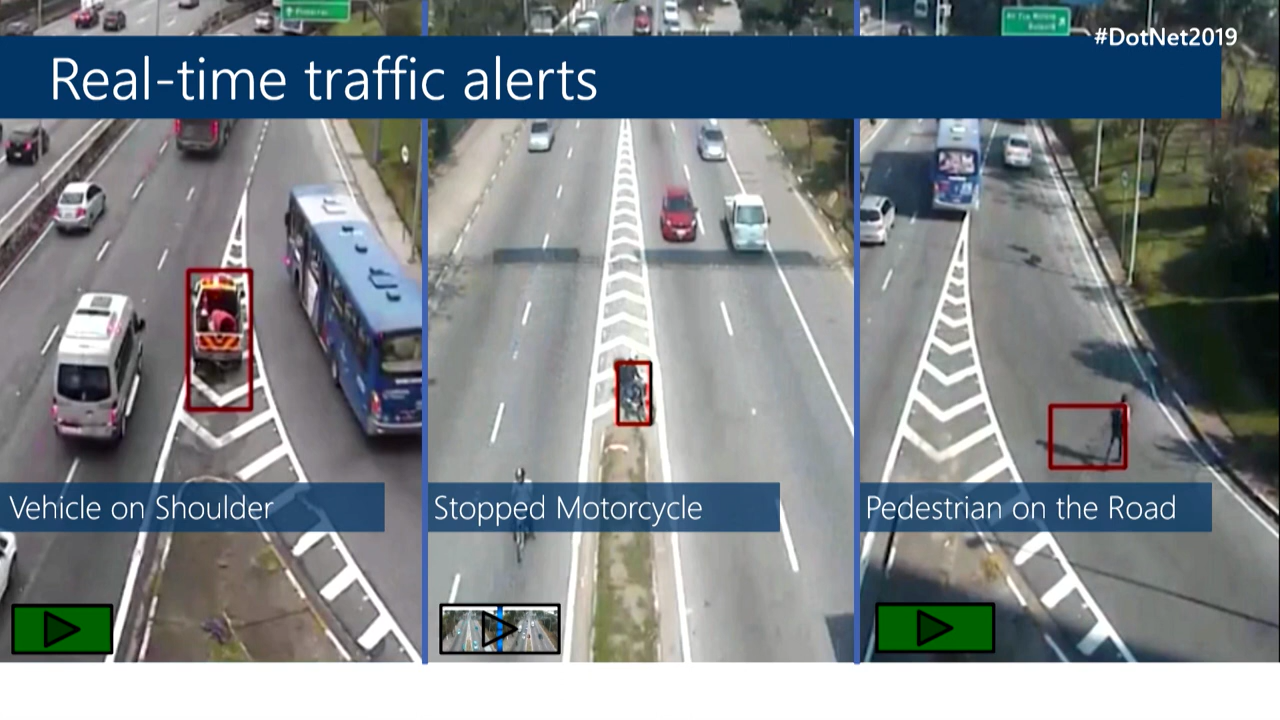 #DotNet2019
Real-time traffic alerts
Vehicle on Shoulder
Stopped Motorcycle
Pedestrian on the Road